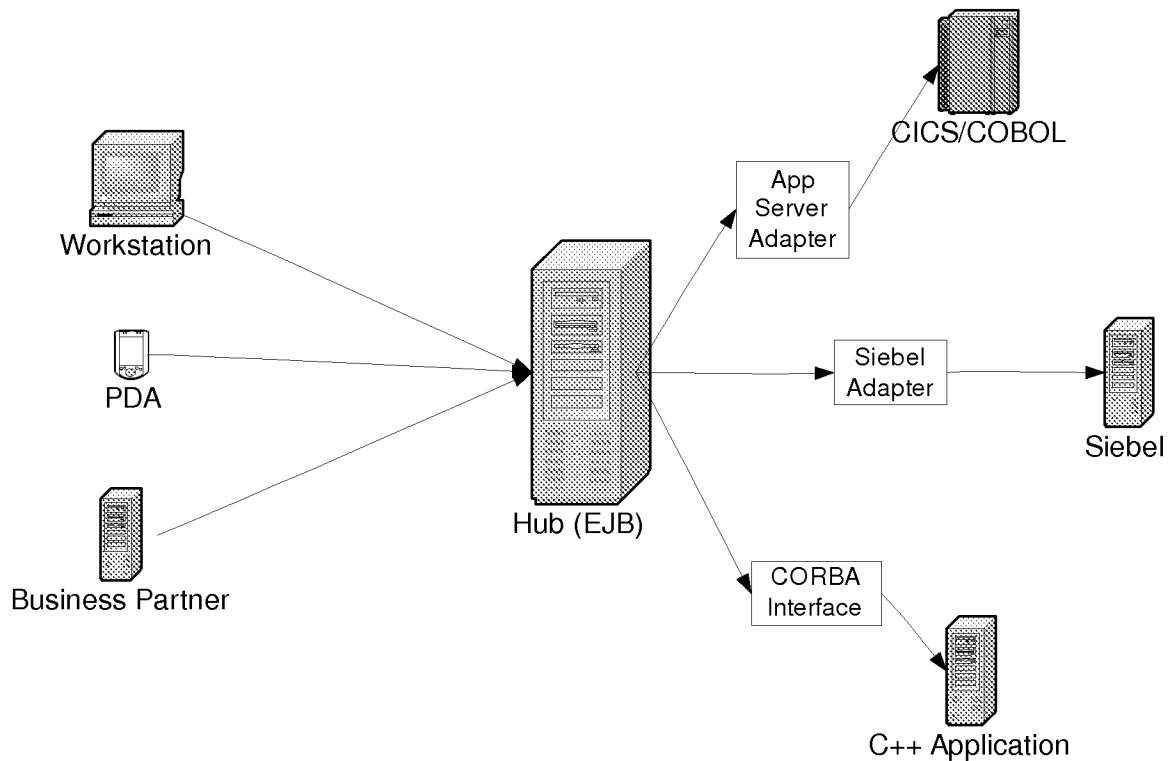 CICS/COBOL
App
Server
Adapter
Workstation
Siebel
Adapter
PDA
Siebel
Hub (EJB)
CORBA
Interface
Business Partner
C++ Application